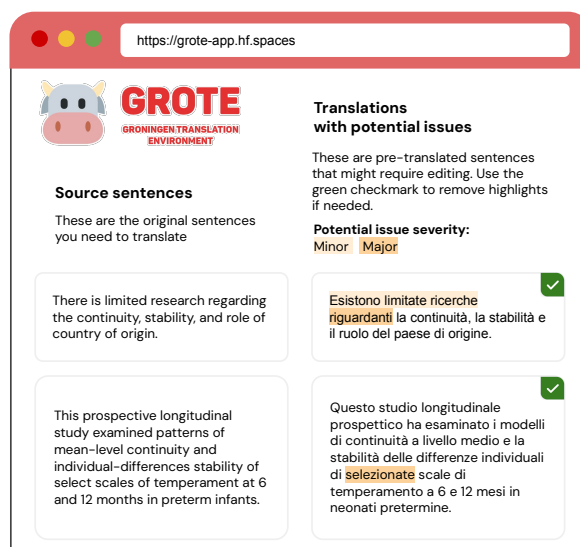 https://grote-app.hf.spaces
GROTE
GRONINGEN TRANSLATION
ENVIRONMENT
Source sentences
These are the original sentences
you need to translate
Translations
with potential issues
These are pre-translated sentences
that might require editing. Use the
green checkmark to remove highlights
if needed.
Potential issue severity:
Minor Major
There is limited research regarding
the continuity, stability, and role of
country of origin.
Esistono limitate ricerche
riguardanti la continuità, la stabilità e
il ruolo del paese di origine.
This prospective longitudinal
study examined patterns of
mean-level continuity and
individual-differences stability of
select scales of temperament at 6
and 12 months in preterm infants.
Questo studio longitudinale
prospettico ha esaminato i modelli
di continuità a livello medio e la
stabilità delle differenze individuali
di selezionate scale di
temperamento a 6 e 12 mesi in
neonati pretermine.